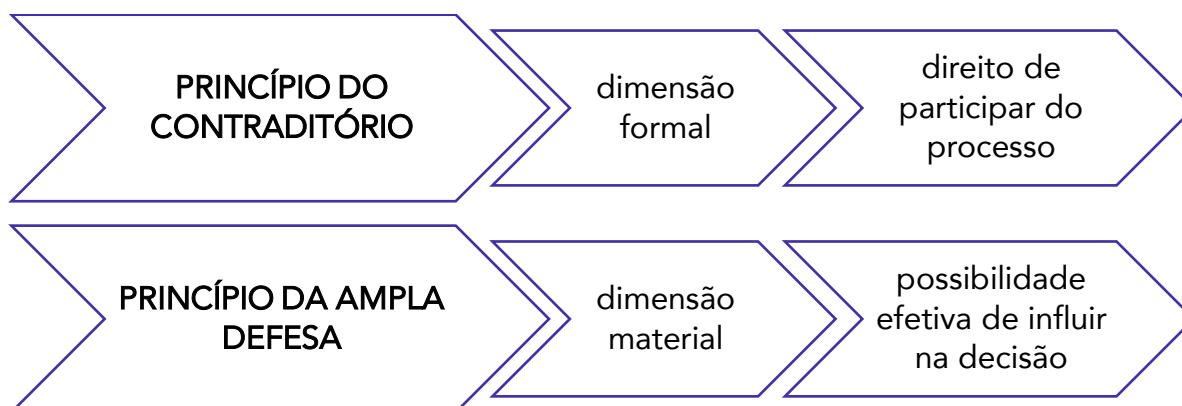 PRINCÍPIO DO
CONTRADITÓRIO
dimensão
formal
direito de
participar do
processo
PRINCÍPIO DA AMPLA
DEFESA
dimensão
material
possibilidade
efetiva de influir
na decisão